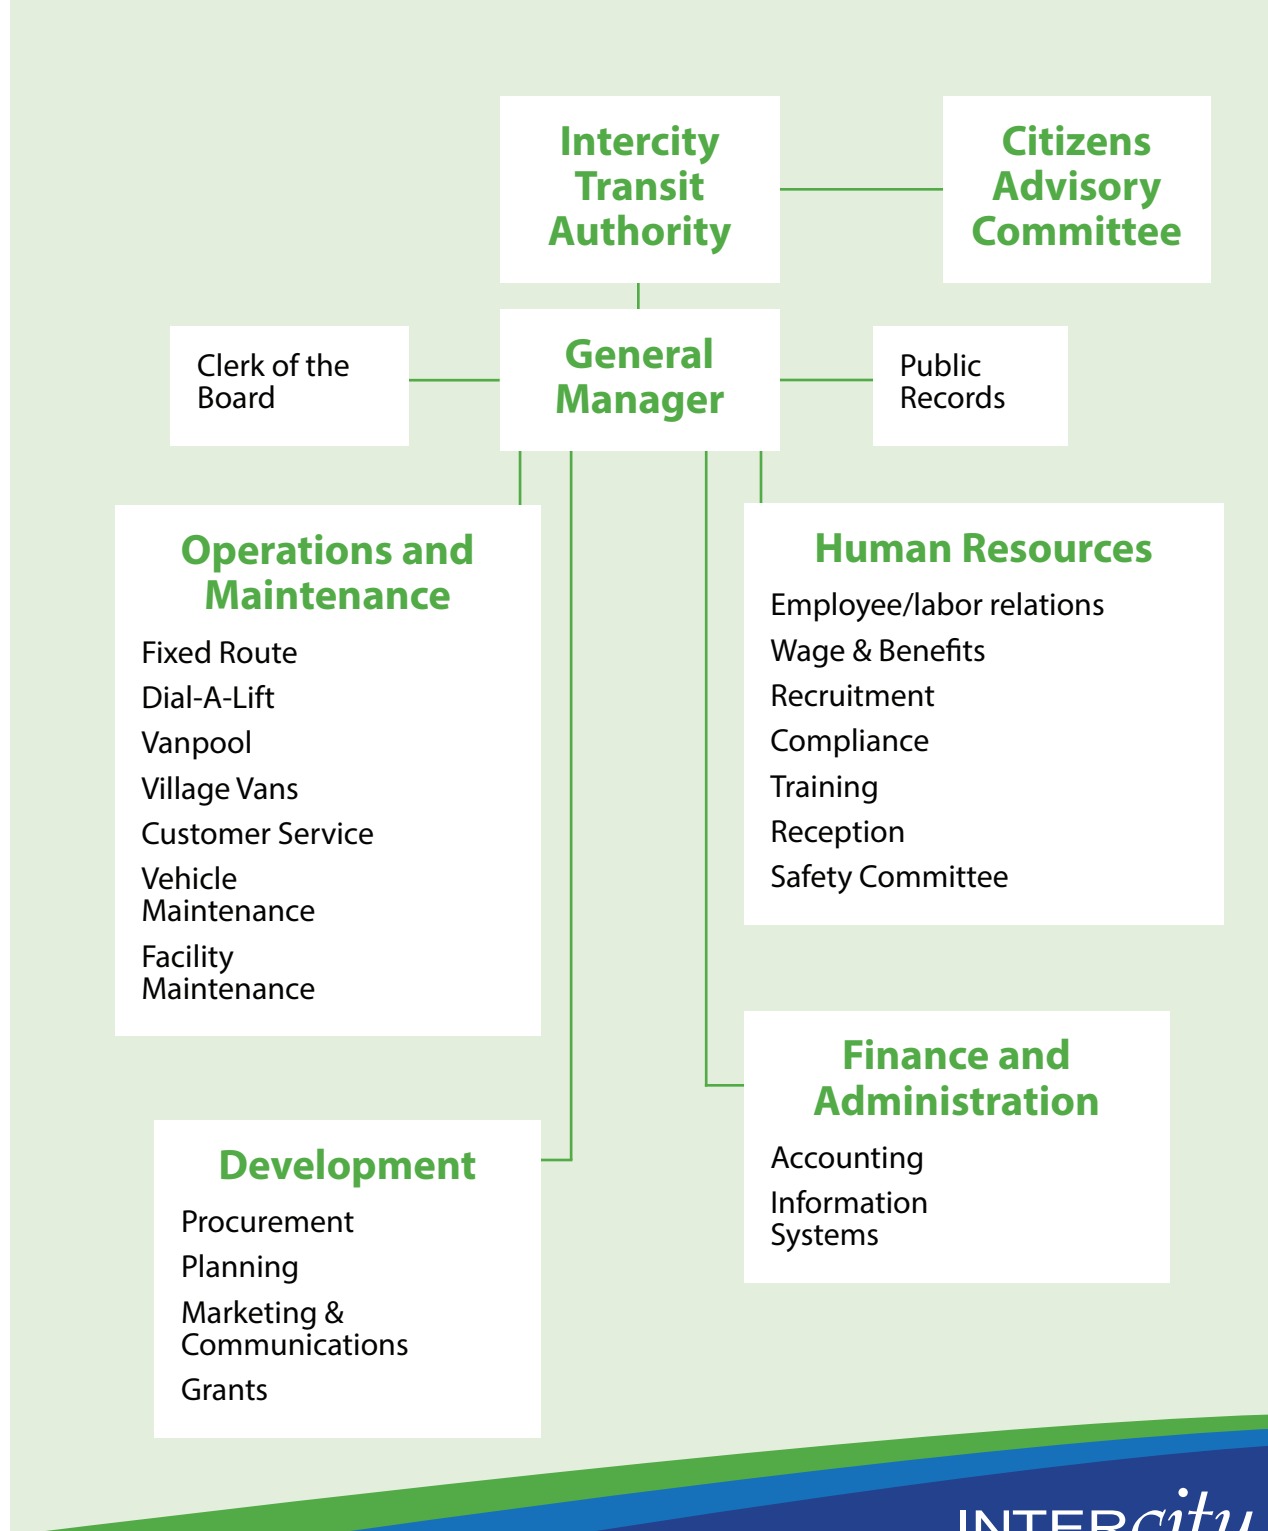 Intercity
Transit
Authority
Citizens
Advisory
Committee
Clerk of the
Board
General
Manager
Public
Records
Operations and
Maintenance
Fixed Route
Dial-A-Lift
Vanpool
Village Vans
Customer Service
Vehicle
Maintenance
Facility
Maintenance
Human Resources
Employee/labor relations
Wage & Benefits
Recruitment
Compliance
Training
Reception
Safety Committee
Finance and
Administration
Accounting
Information
Systems
Development
Procurement
Planning
Marketing &
Communications
Grants
INTERcity